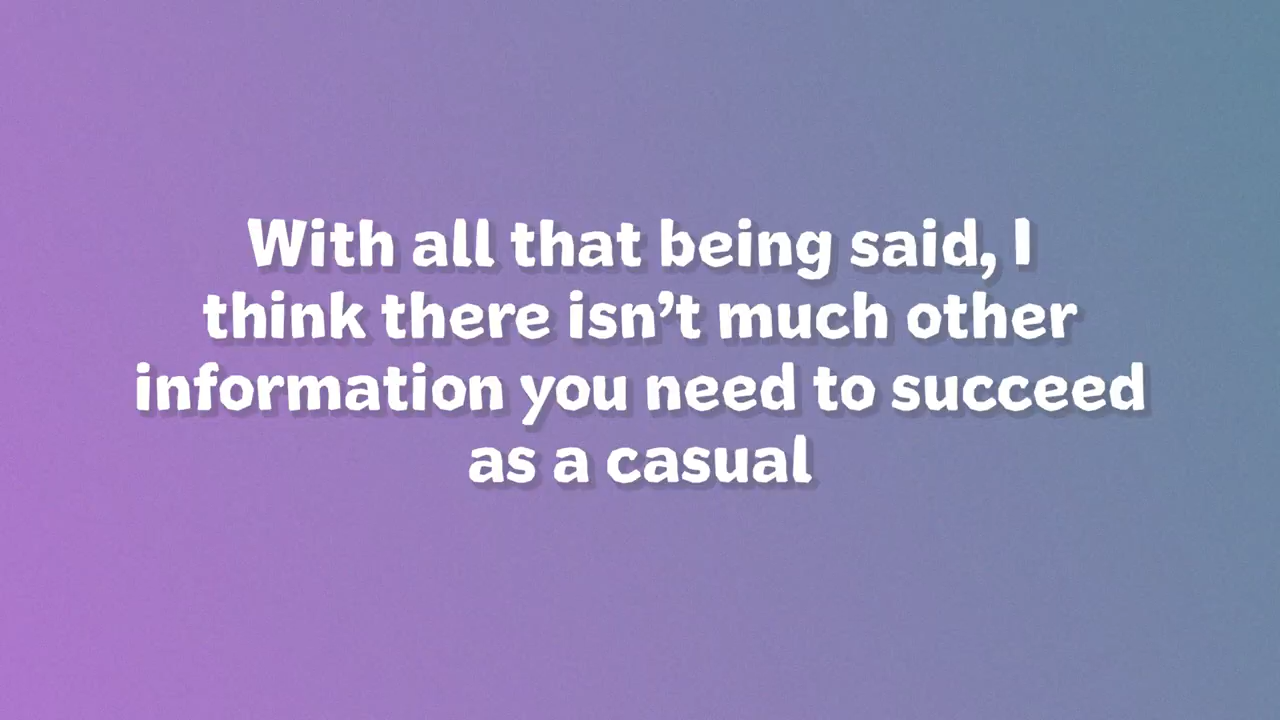 With all that being said, I
think there isn’t much other
information you need to succeed
as a casual